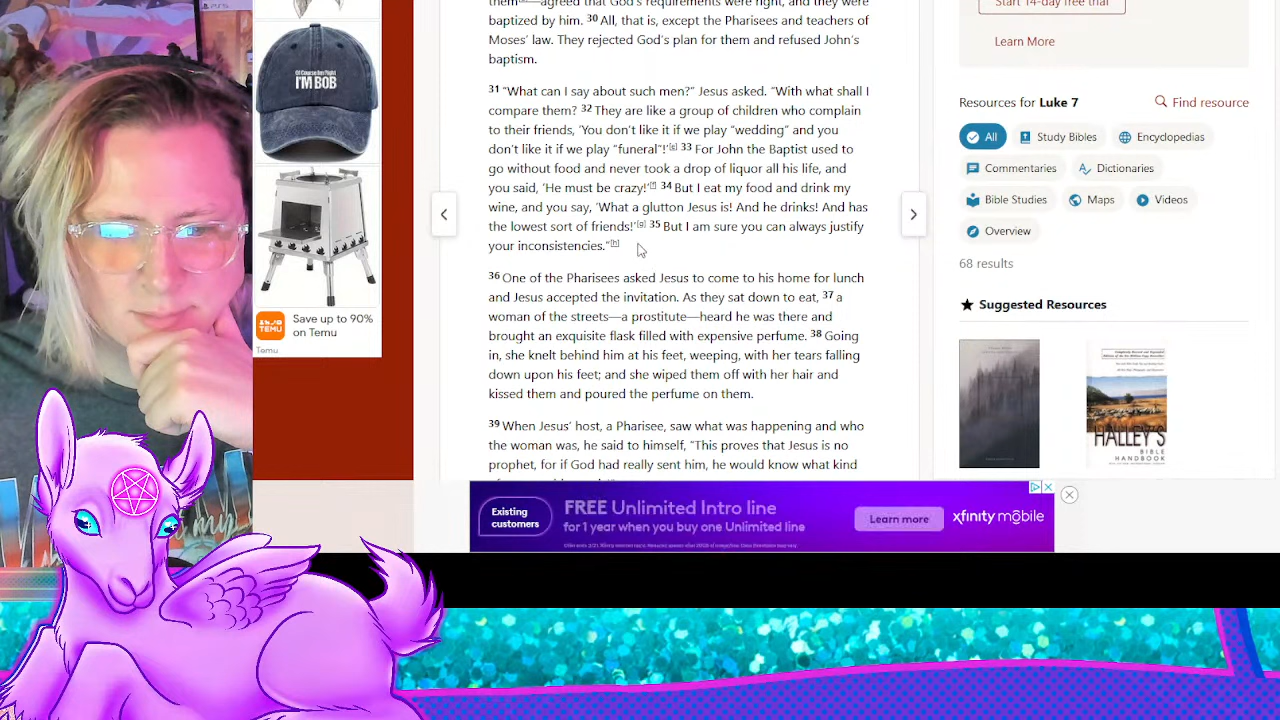 Of Course I'm Right
I'M BOB
TEMU
Save up to 90%
on Temu
Temu
them —agreed that God's requirements were right, and they were
baptized by him. 30 All, that is, except the Pharisees and teachers of
Moses' law. They rejected God's plan for them and refused John's
baptism.
31 "What can I say about such men?" Jesus asked. "With what shall I
compare them? 32 They are like a group of children who complain
to their friends, 'You don't like it if we play "wedding" and you
don't like it if we play "funeral"!'[e] 33 For John the Baptist used to
go without food and never took a drop of liquor all his life, and
you said, 'He must be crazy!'[f] 34 But I eat my food and drink my
wine, and you say, 'What a glutton Jesus is! And he drinks! And has
the lowest sort of friends!'[g] 35 But I am sure you can always justify
your inconsistencies."[h]
36 One of the Pharisees asked Jesus to come to his home for lunch
and Jesus accepted the invitation. As they sat down to eat, 37 a
woman of the streets—a prostitute—heard he was there and
brought an exquisite flask filled with expensive perfume. 38 Going
in, she knelt behind him at his feet, weeping, with her tears falling
down upon his feet; and she wiped them off with her hair and
kissed them and poured the perfume on them.
39 When Jesus' host, a Pharisee, saw what was happening and who
the woman was, he said to himself, "This proves that Jesus is no
prophet, for if God had really sent him, he would know what kind
Start 14-day free trial
Learn More
Resources for Luke 7
Find resource
All
Study Bibles
Encyclopedias
Commentaries
Dictionaries
Bible Studies
Maps
Videos
Overview
68 results
Suggested Resources
HALLEY'S
BIBLE
HANDBOOK
Existing
customers
FREE Unlimited Intro line
for 1 year when you buy one Unlimited line
Learn more
xfinity mobile